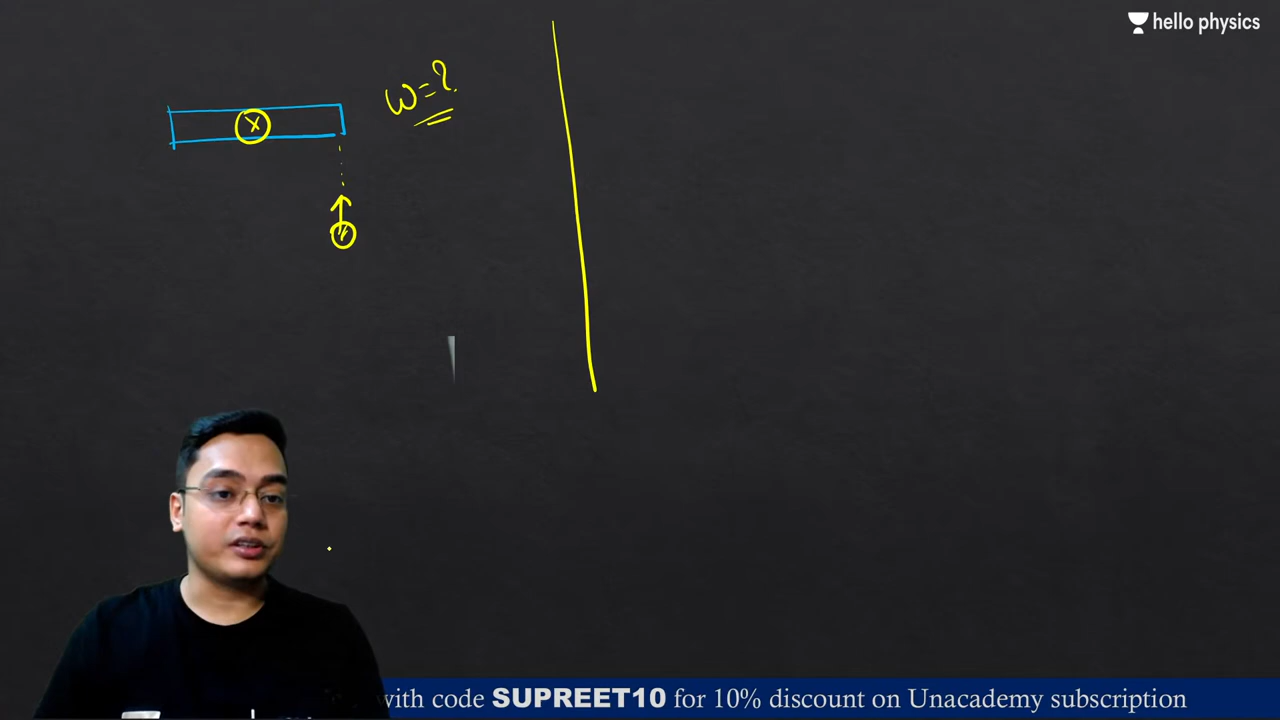 hello physics
ω=?
x
with code SUPREET10 for 10% discount on Unacademy subscription